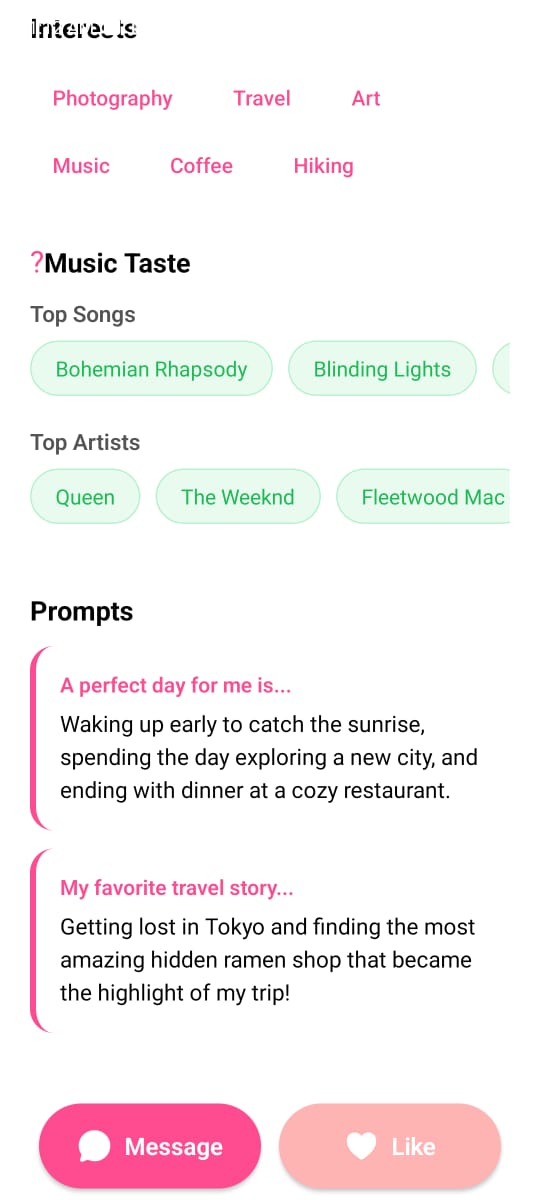 Interests
Photography Travel Art
Music Coffee Hiking
?Music Taste
Top Songs
Bohemian Rhapsody Blinding Lights
Top Artists
Queen The Weeknd Fleetwood Mac
Prompts
A perfect day for me is...
Waking up early to catch the sunrise,
spending the day exploring a new city, and
ending with dinner at a cozy restaurant.
My favorite travel story...
Getting lost in Tokyo and finding the most
amazing hidden ramen shop that became
the highlight of my trip!
Message Like